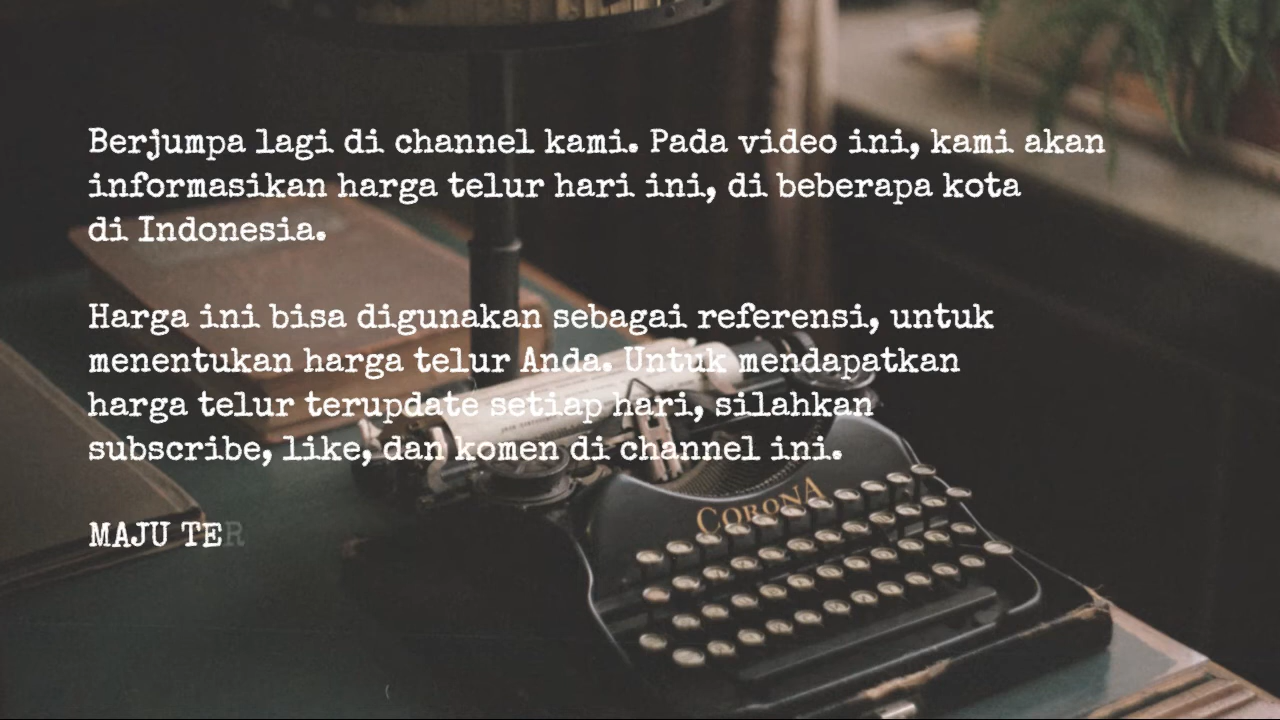 Berjumpa lagi di channel kami. Pada video ini, kami akan
informasikan harga telur hari ini, di beberapa kota
di Indonesia.
Harga ini bisa digunakan sebagai referensi, untuk
menentukan harga telur Anda. Untuk mendapatkan
harga telur terupdate setiap hari, silahkan
subscribe, like, dan komen di channel ini.
MAJU TER
CORONA